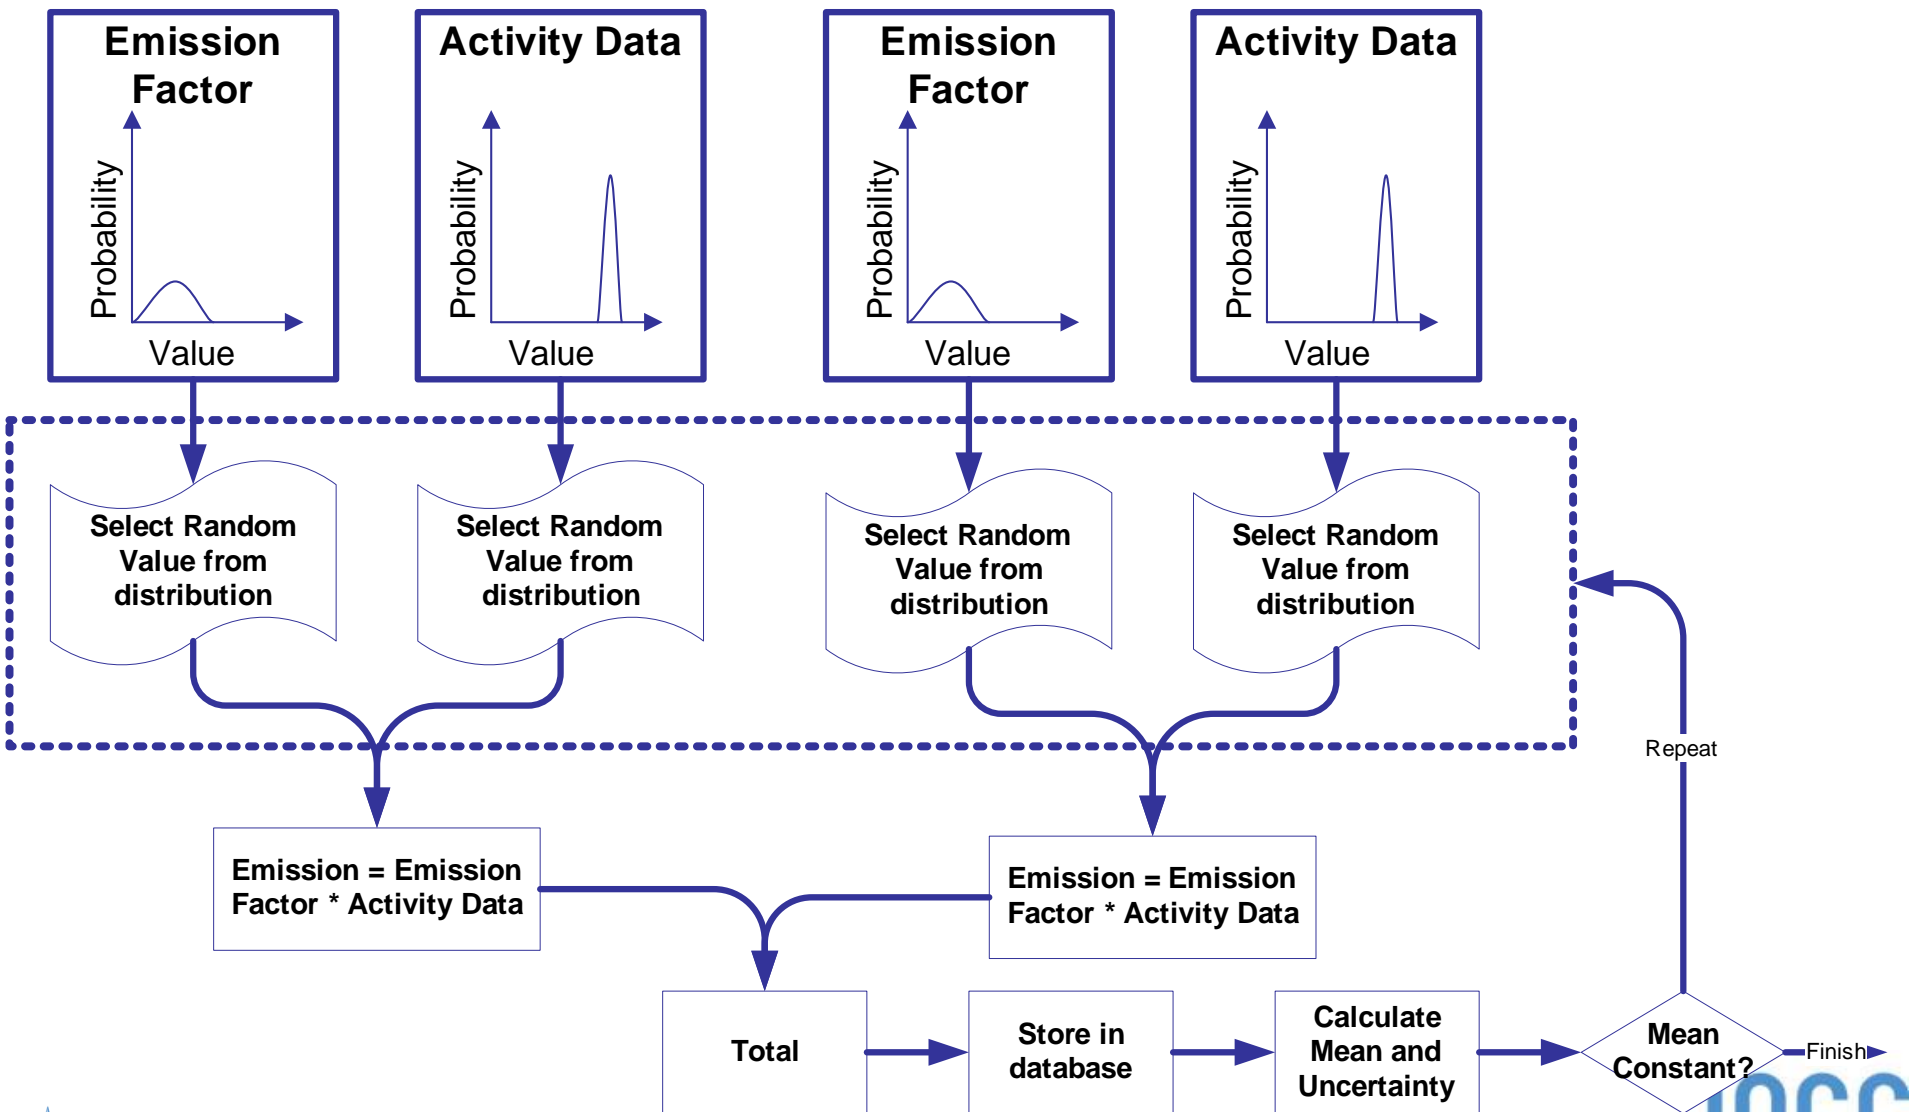 Emission
Factor
Probability
Value
Activity Data
Probability
Value
Emission
Factor
Probability
Value
Activity Data
Probability
Value
Select Random
Value from
distribution
Select Random
Value from
distribution
Select Random
Value from
distribution
Select Random
Value from
distribution
Repeat
Emission = Emission
Factor * Activity Data
Emission = Emission
Factor * Activity Data
Total
Store in
database
Calculate
Mean and
Uncertainty
Mean
Constant?
Finish